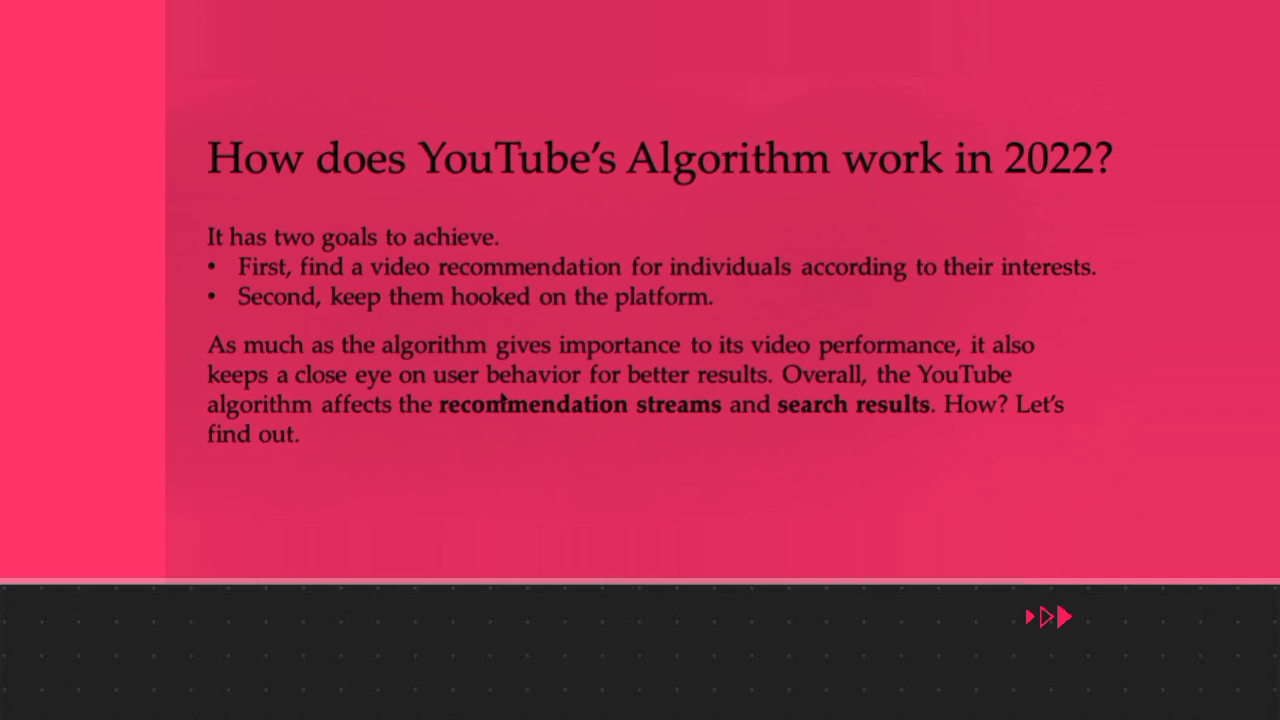 How does YouTube's Algorithm work in 2022?
It has two goals to achieve.
• First, find a video recommendation for individuals according to their interests.
• Second, keep them hooked on the platform.
As much as the algorithm gives importance to its video performance, it also
keeps a close eye on user behavior for better results. Overall, the YouTube
algorithm affects the recommendation streams and search results. How? Let's
find out.